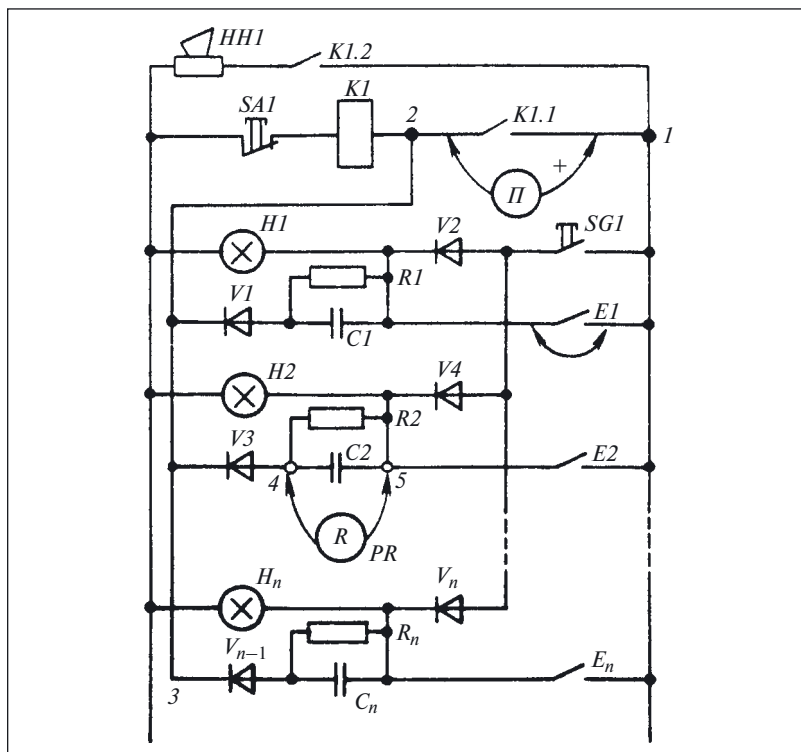 HH1
K1.2
SA1
K1
2
K1.1
1
П
+
H1
V2
SG1
R1
V1
C1
E1
H2
V4
R2
V3
C2
E2
4
5
R
PR
Hn
Vn
Rn
Vn–1
Cn
En
3